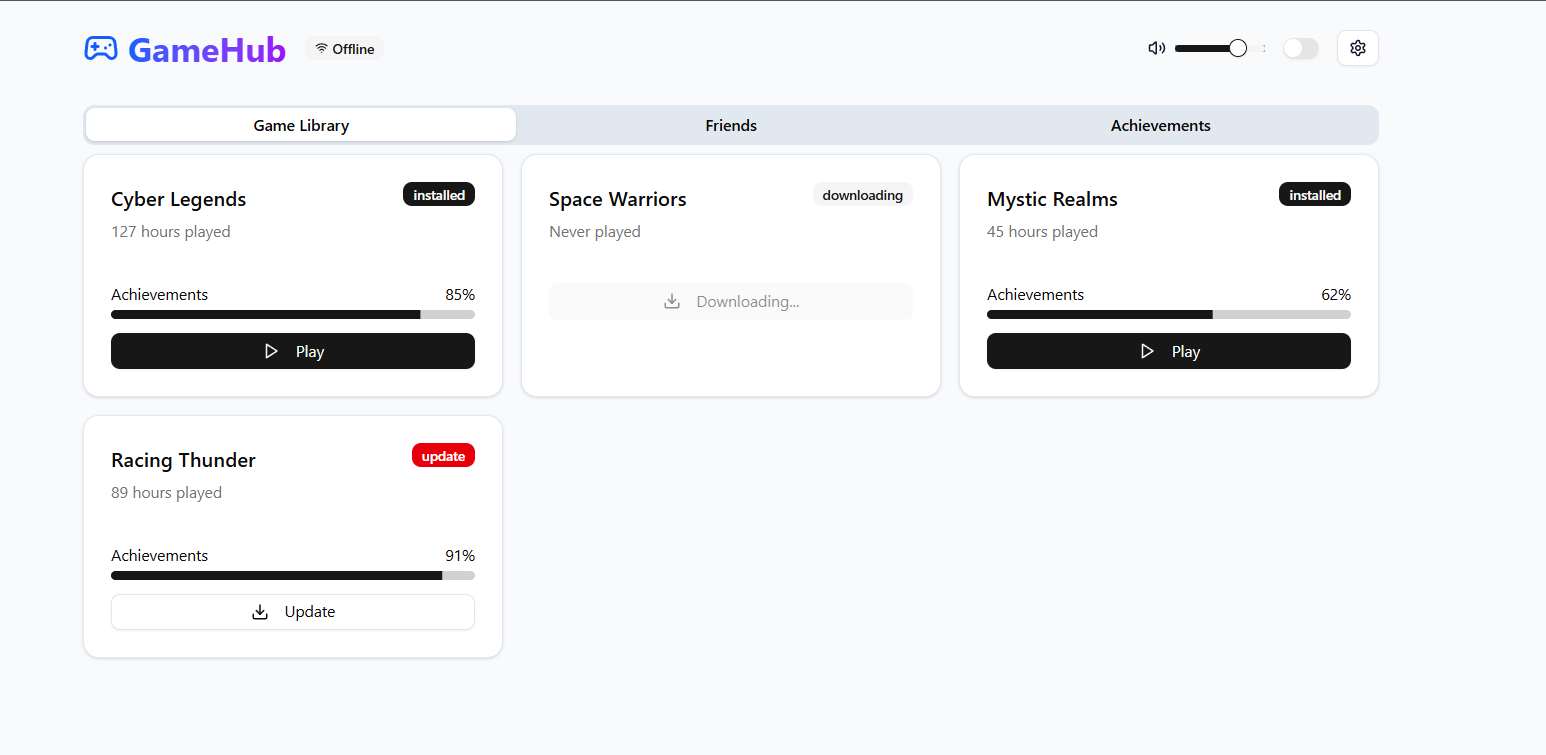 GameHub
Offline
Game Library
Friends
Achievements
Cyber Legends
installed
127 hours played
Achievements
85%
Play
Space Warriors
downloading
Never played
Downloading...
Mystic Realms
installed
45 hours played
Achievements
62%
Play
Racing Thunder
update
89 hours played
Achievements
91%
Update